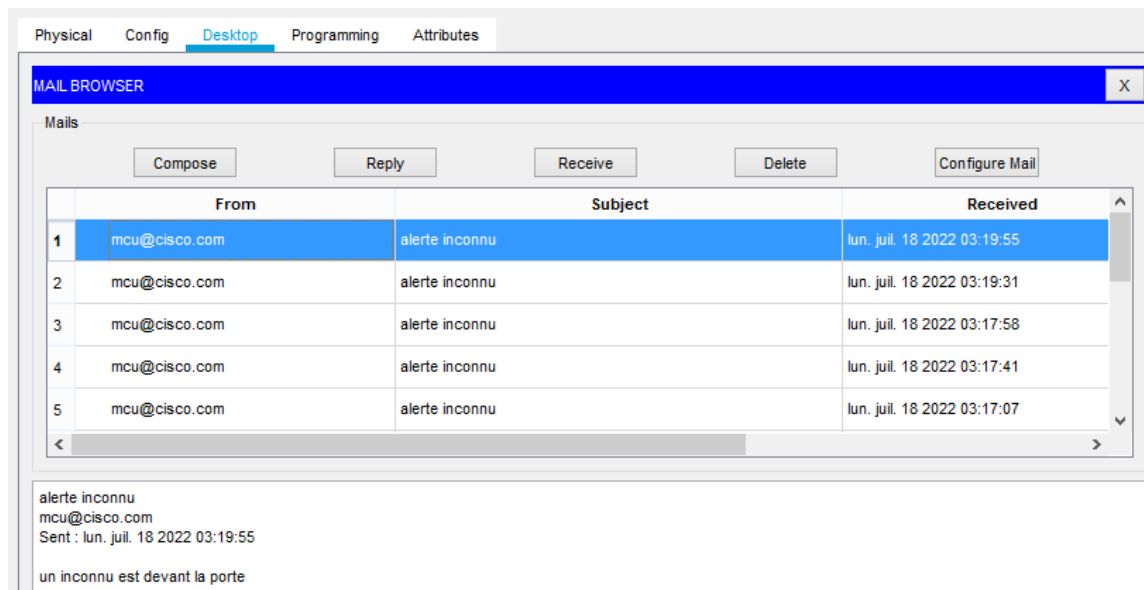 Physical Config Desktop Programming Attributes
MAIL BROWSER X
Mails
Compose Reply Receive Delete Configure Mail
From Subject Received
1 mcu@cisco.com alerte inconnu lun. juil. 18 2022 03:19:55
2 mcu@cisco.com alerte inconnu lun. juil. 18 2022 03:19:31
3 mcu@cisco.com alerte inconnu lun. juil. 18 2022 03:17:58
4 mcu@cisco.com alerte inconnu lun. juil. 18 2022 03:17:41
5 mcu@cisco.com alerte inconnu lun. juil. 18 2022 03:17:07
alerte inconnu
mcu@cisco.com
Sent : lun. juil. 18 2022 03:19:55
un inconnu est devant la porte